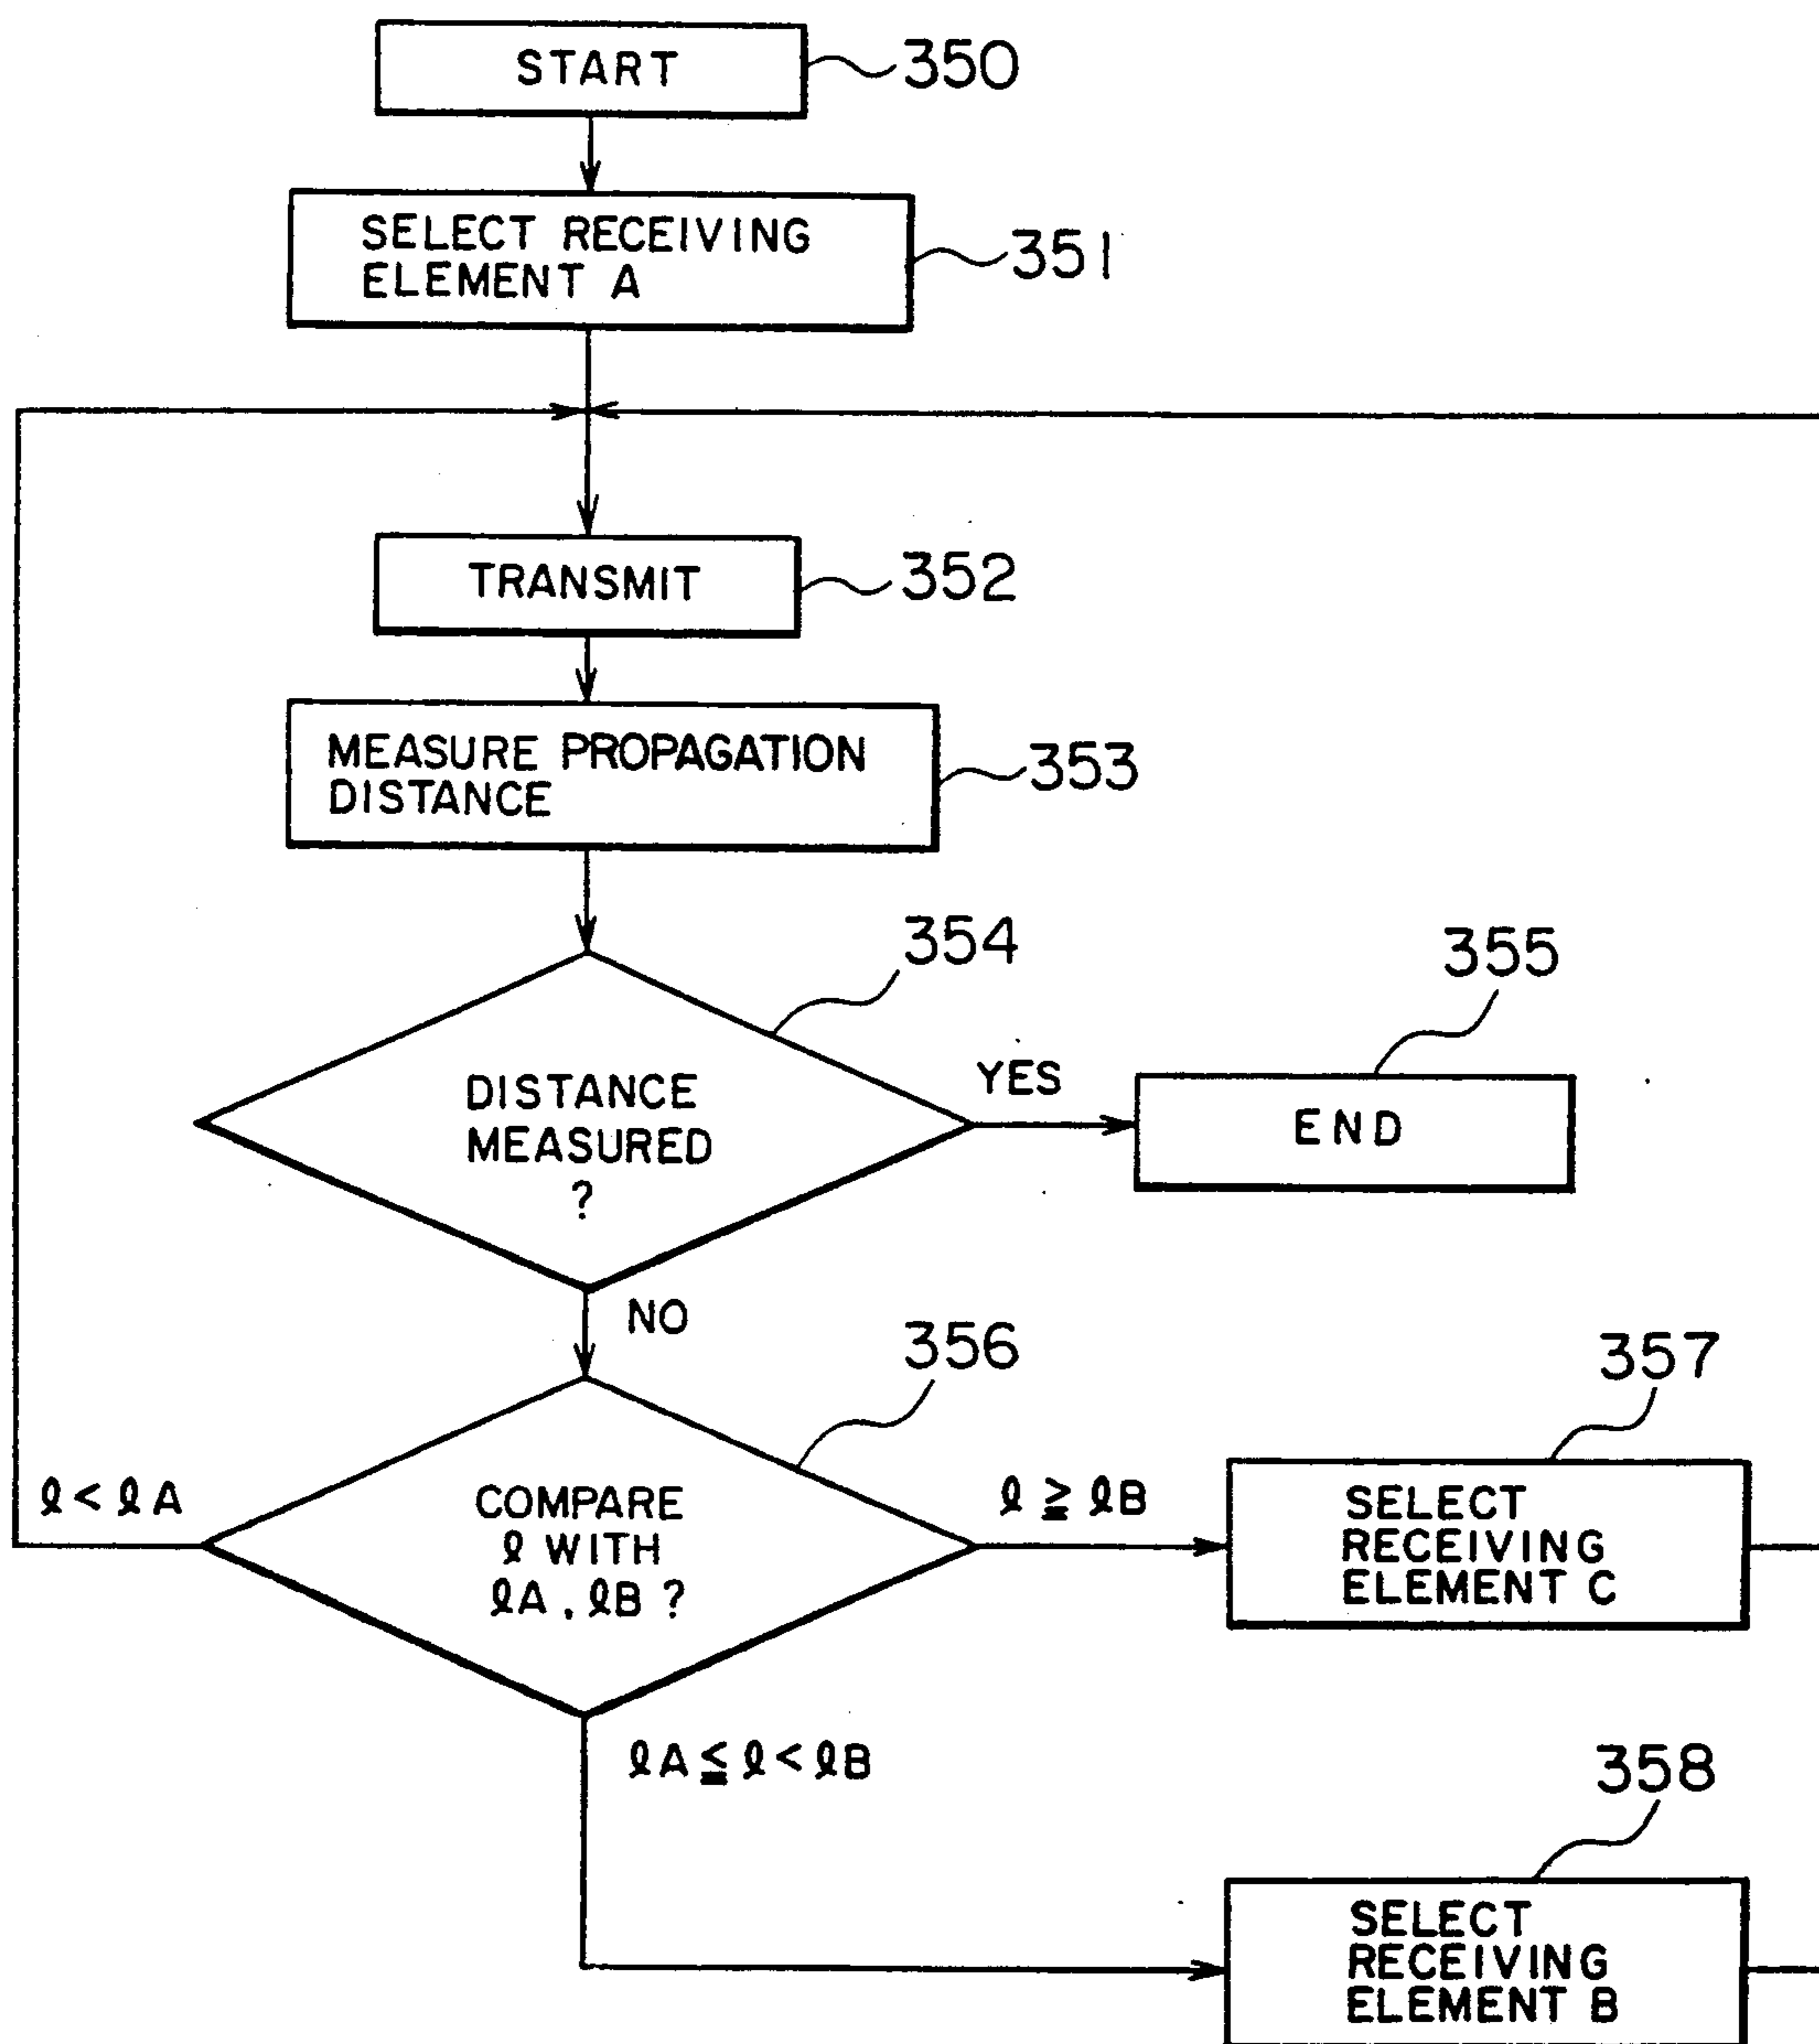 START
350
SELECT RECEIVING
ELEMENT A
351
TRANSMIT
352
MEASURE PROPAGATION
DISTANCE
353
354
DISTANCE
MEASURED
?
YES
355
END
NO
356
COMPARE
ℓ WITH
ℓA, ℓB ?
ℓ < ℓA
ℓ ≧ ℓB
357
SELECT
RECEIVING
ELEMENT C
ℓA ≦ ℓ < ℓB
358
SELECT
RECEIVING
ELEMENT B